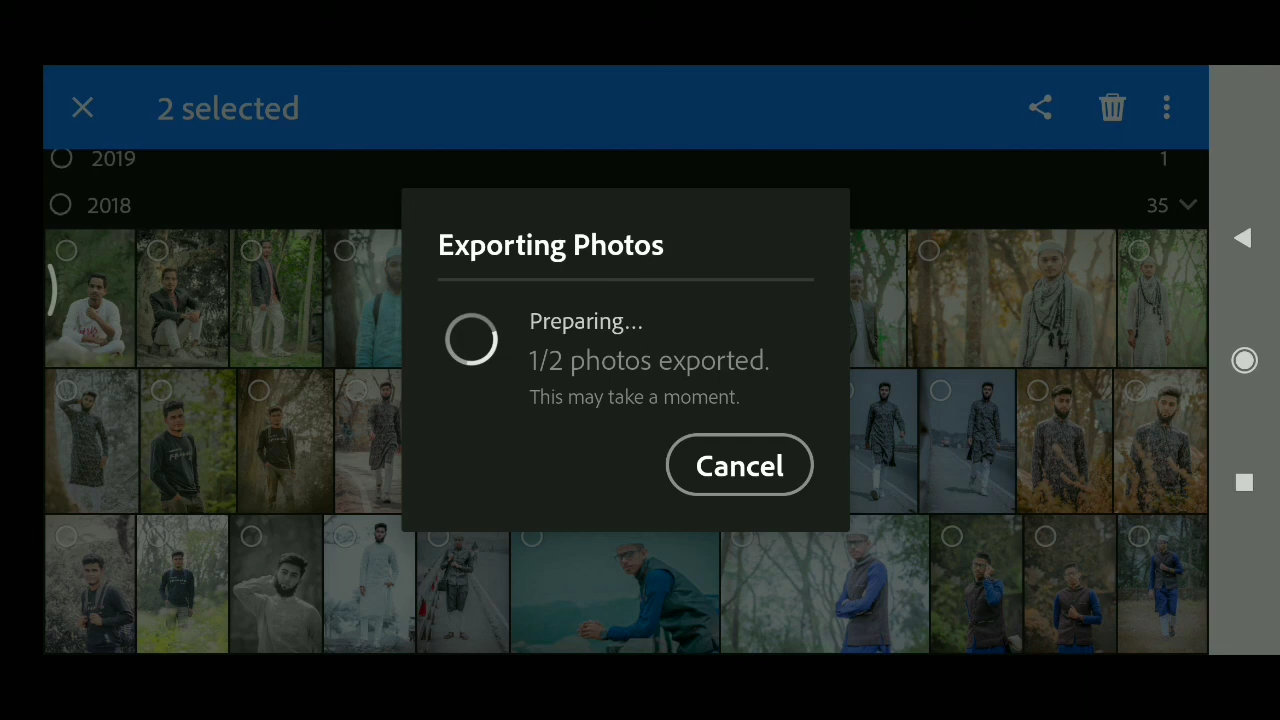 2 selected
2019 1
2018 35
Exporting Photos
Preparing...
1/2 photos exported.
This may take a moment.
Cancel